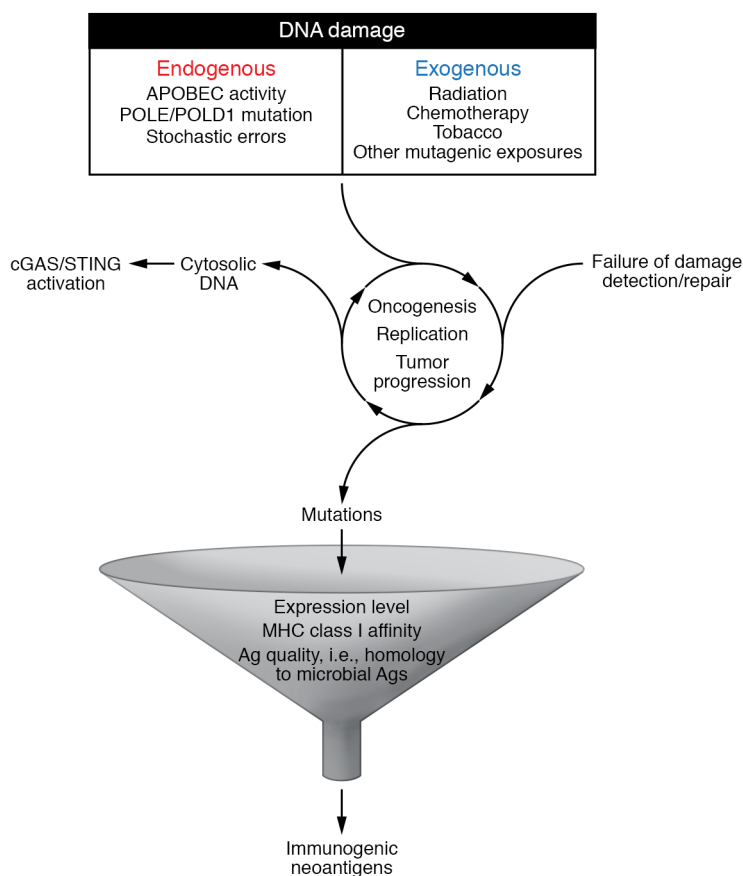 DNA damage
Endogenous
APOBEC activity
POLE/POLD1 mutation
Stochastic errors
Exogenous
Radiation
Chemotherapy
Tobacco
Other mutagenic exposures
cGAS/STING
activation
Cytosolic
DNA
Failure of damage
detection/repair
Oncogenesis
Replication
Tumor
progression
Mutations
Expression level
MHC class I affinity
Ag quality, i.e., homology
to microbial Ags
Immunogenic
neoantigens